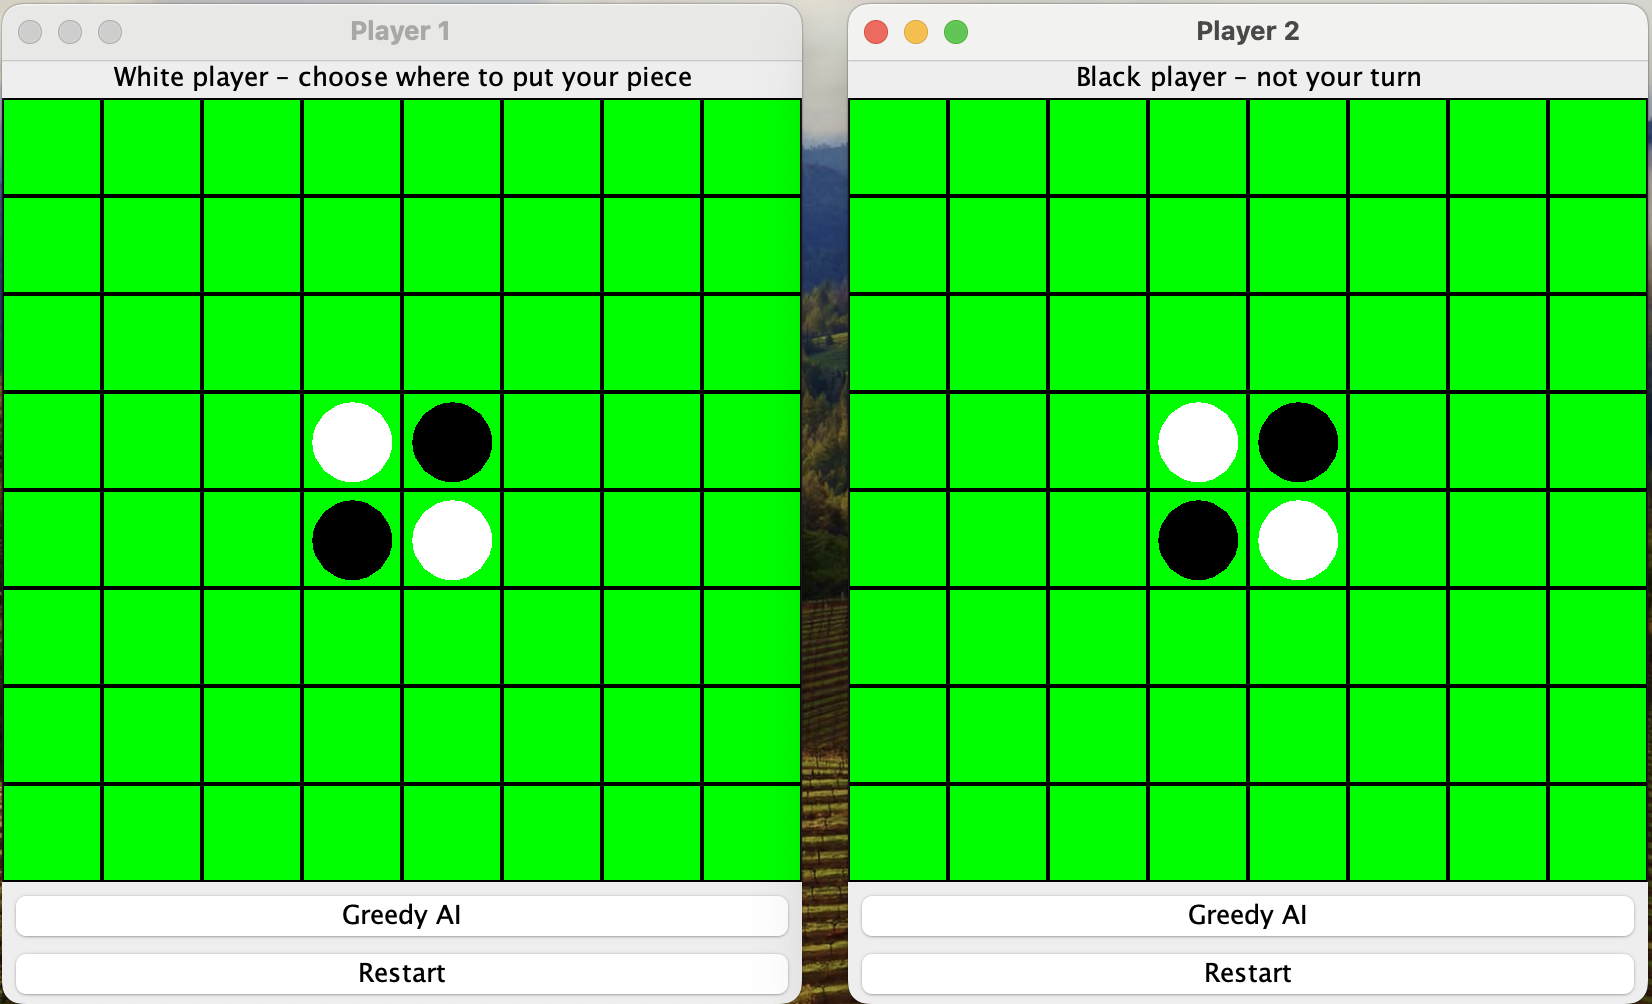 Player 1
White player - choose where to put your piece
Greedy AI
Restart
Player 2
Black player - not your turn
Greedy AI
Restart